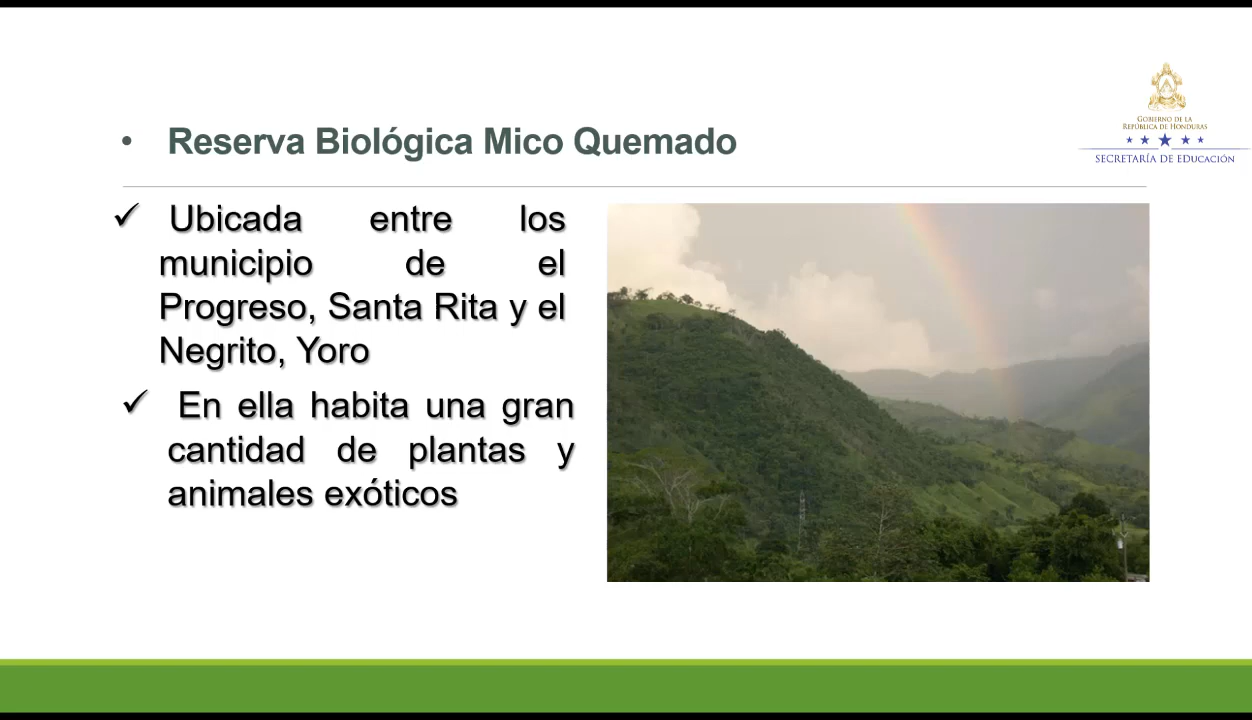 • Reserva Biológica Mico Quemado
GOBIERNO DE LA
REPÚBLICA DE HONDURAS
SECRETARÍA DE EDUCACIÓN
✓ Ubicada entre los
municipio de el
Progreso, Santa Rita y el
Negrito, Yoro
✓ En ella habita una gran
cantidad de plantas y
animales exóticos